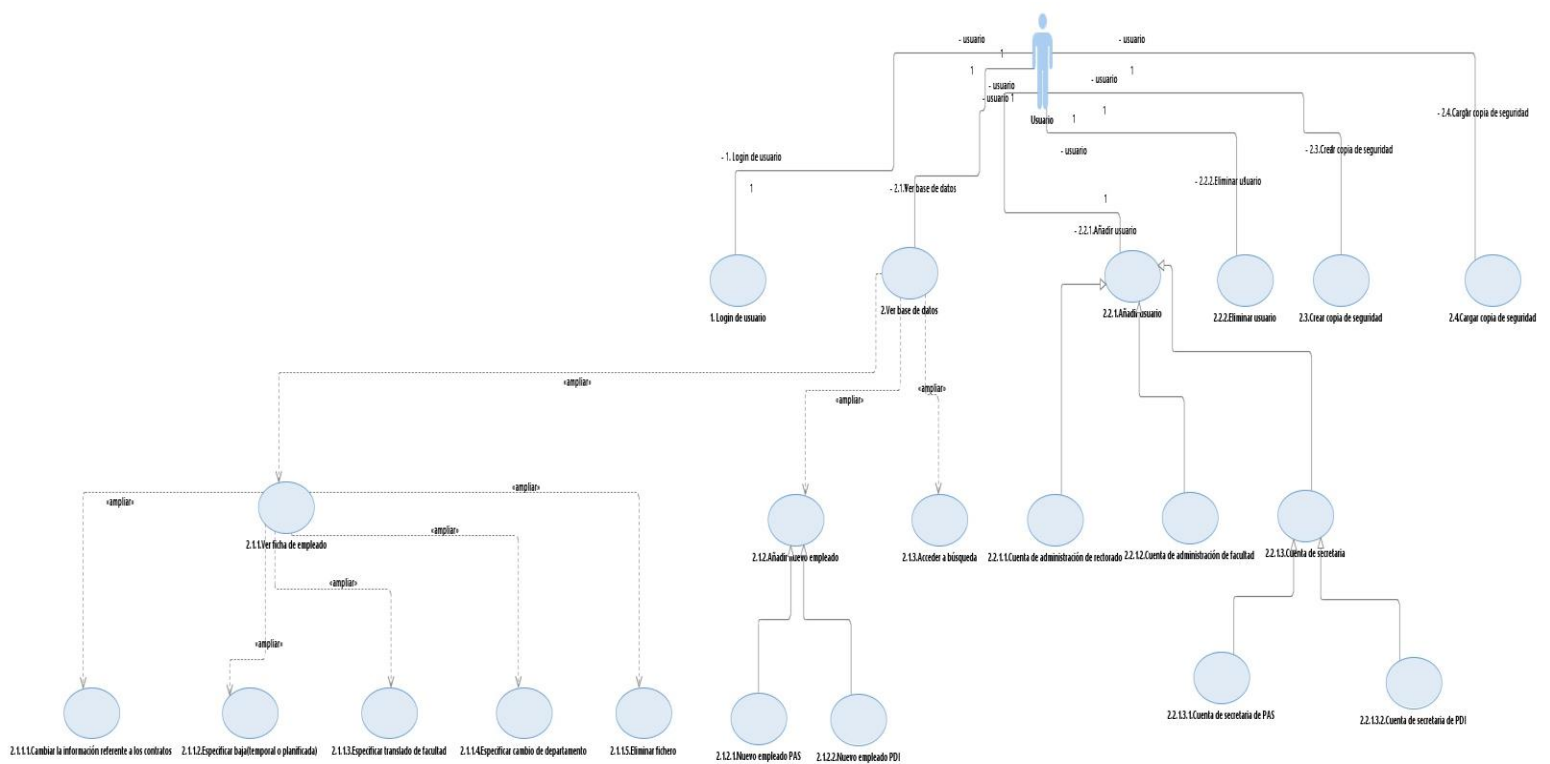 - usuario
- usuario
1
1
1
- usuario
- usuario
- usuario 1
1
Usuario
1
- usuario
- 2.4.Cargar copia de seguridad
- 2.3.Crear copia de seguridad
- 1. Login de usuario
1
- 2.1.Ver base de datos
- 2.2.2.Eliminar usuario
1
- 2.2.1.Añadir usuario
1. Login de usuario
2.Ver base de datos
2.2.1.Añadir usuario
2.2.2.Eliminar usuario
2.3.Crear copia de seguridad
2.4.Cargar copia de seguridad
«ampliar»
«ampliar»
«ampliar»
«ampliar»
«ampliar»
«ampliar»
2.1.1.Ver ficha de empleado
2.1.2.Añadir nuevo empleado
2.1.3.Acceder a búsqueda
2.2.1.1.Cuenta de administración de rectorado
2.2.1.2.Cuenta de administración de facultad
2.2.1.3.Cuenta de secretaria
«ampliar»
«ampliar»
2.2.1.3.1.Cuenta de secretaria de PAS
2.2.1.3.2.Cuenta de secretaria de PDI
2.1.1.1.Cambiar la información referente a los contratos
2.1.1.2.Especificar baja(temporal o planificada)
2.1.1.3.Especificar translado de facultad
2.1.1.4.Especificar cambio de departamento
2.1.1.5.Eliminar fichero
2.1.2.1.Nuevo empleado PAS
2.1.2.2.Nuevo empleado PDI